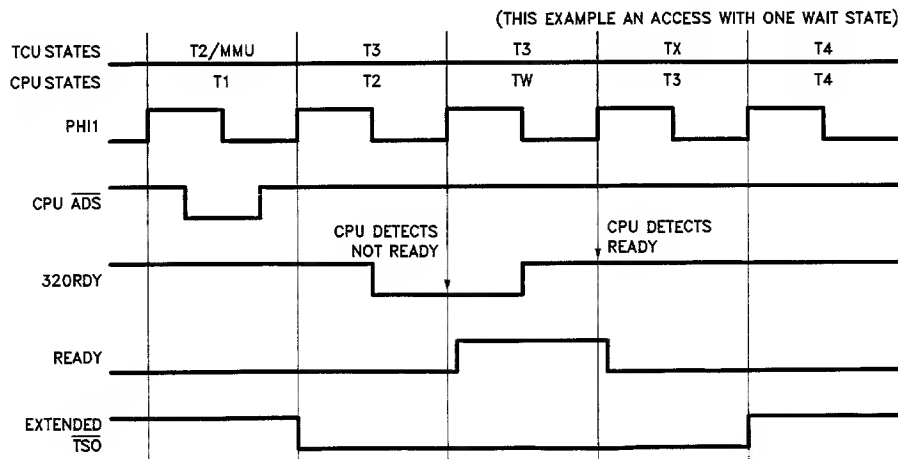 (THIS EXAMPLE AN ACCESS WITH ONE WAIT STATE)
TCU STATES T2/MMU T3 T3 TX T4
CPU STATES T1 T2 TW T3 T4
PHI1
CPU ADS
CPU DETECTS
NOT READY
CPU DETECTS
READY
320RDY
READY
EXTENDED
TSO